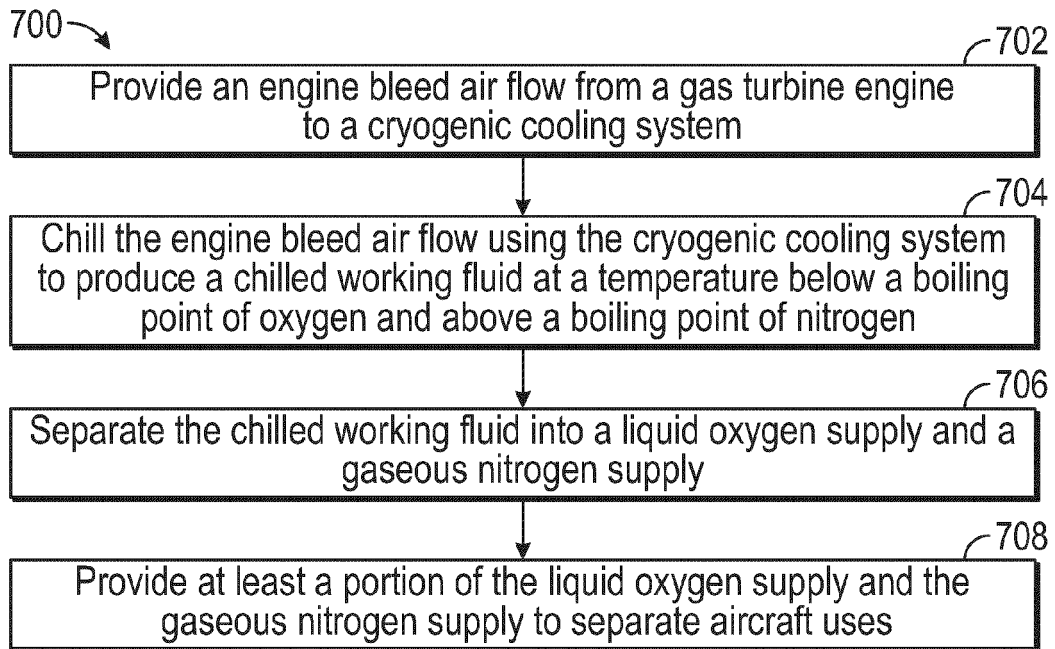 700
702
Provide an engine bleed air flow from a gas turbine engine
to a cryogenic cooling system
704
Chill the engine bleed air flow using the cryogenic cooling system
to produce a chilled working fluid at a temperature below a boiling
point of oxygen and above a boiling point of nitrogen
706
Separate the chilled working fluid into a liquid oxygen supply and a
gaseous nitrogen supply
708
Provide at least a portion of the liquid oxygen supply and the
gaseous nitrogen supply to separate aircraft uses